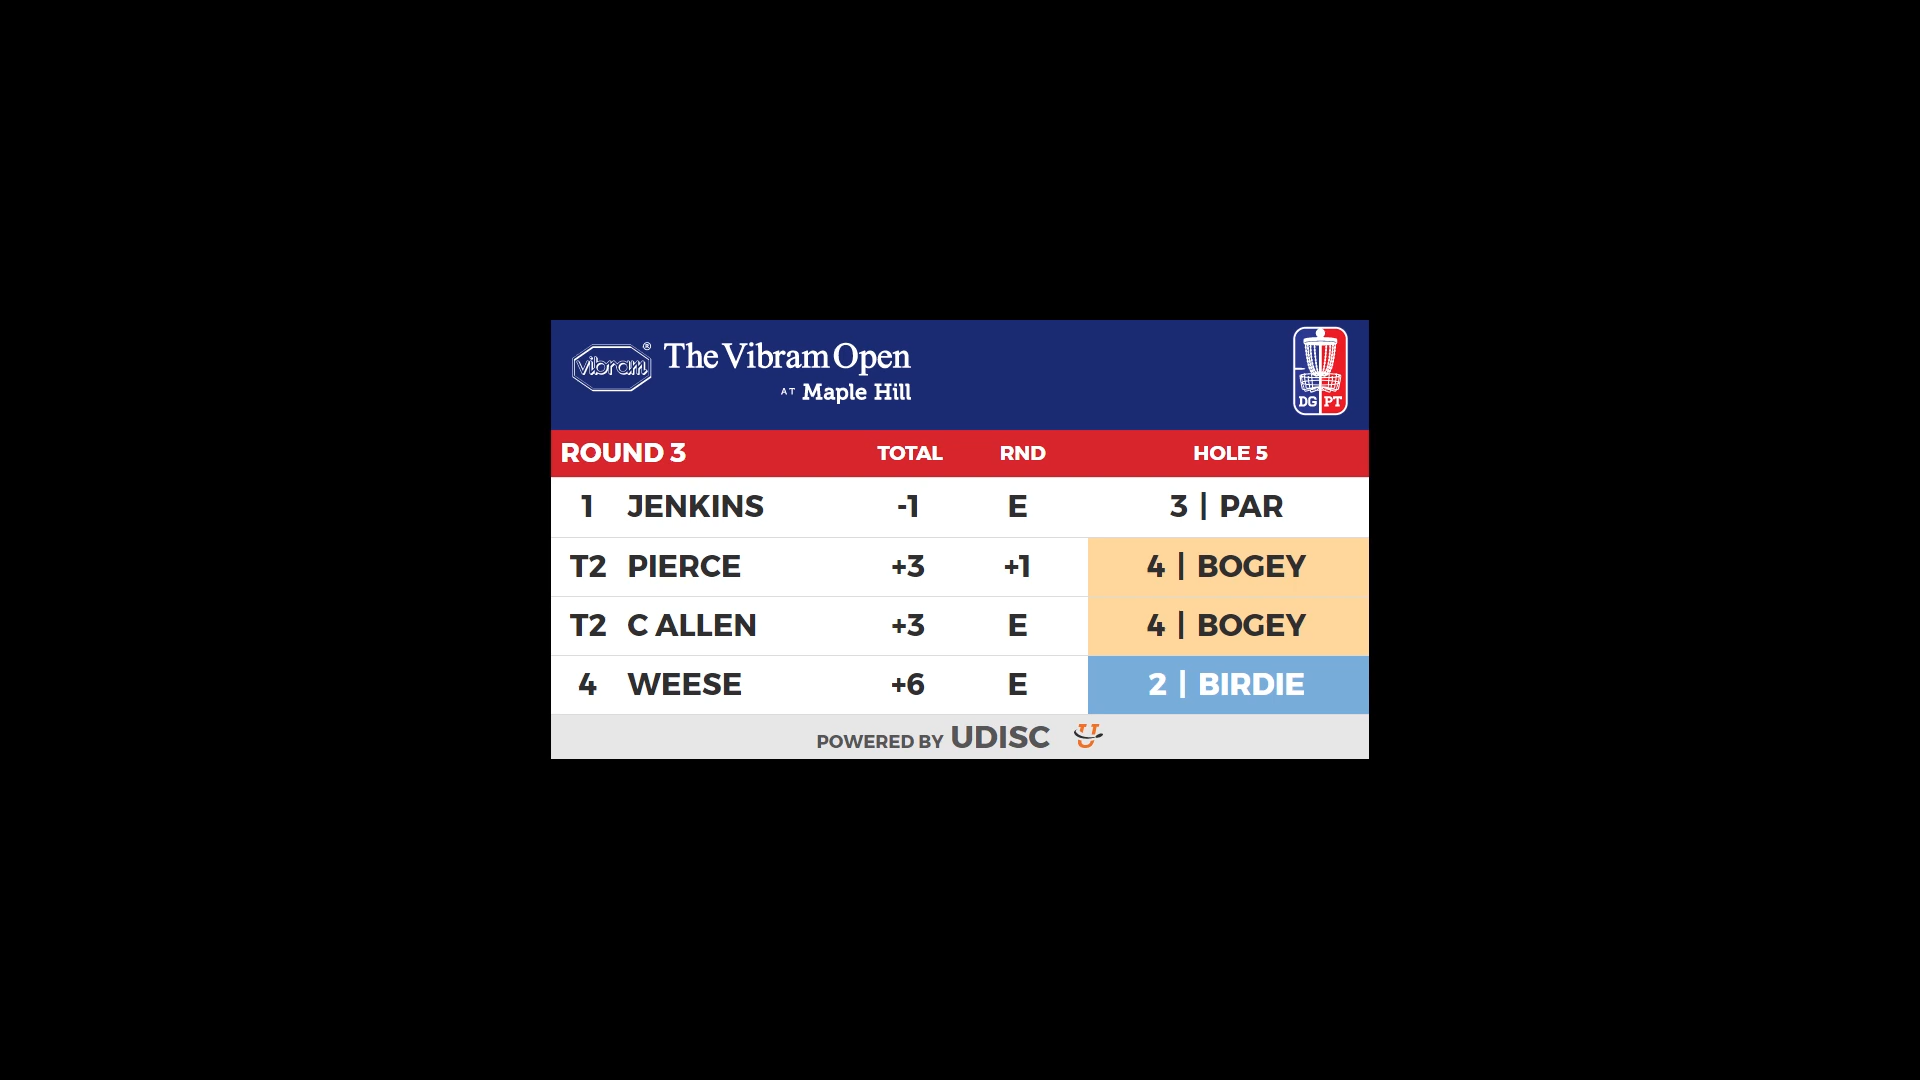 vibram® The Vibram Open
AT Maple Hill
DG PT
ROUND 3 TOTAL RND HOLE 5
1 JENKINS -1 E 3 | PAR
T2 PIERCE +3 +1 4 | BOGEY
T2 C ALLEN +3 E 4 | BOGEY
4 WEESE +6 E 2 | BIRDIE
POWERED BY UDISC U